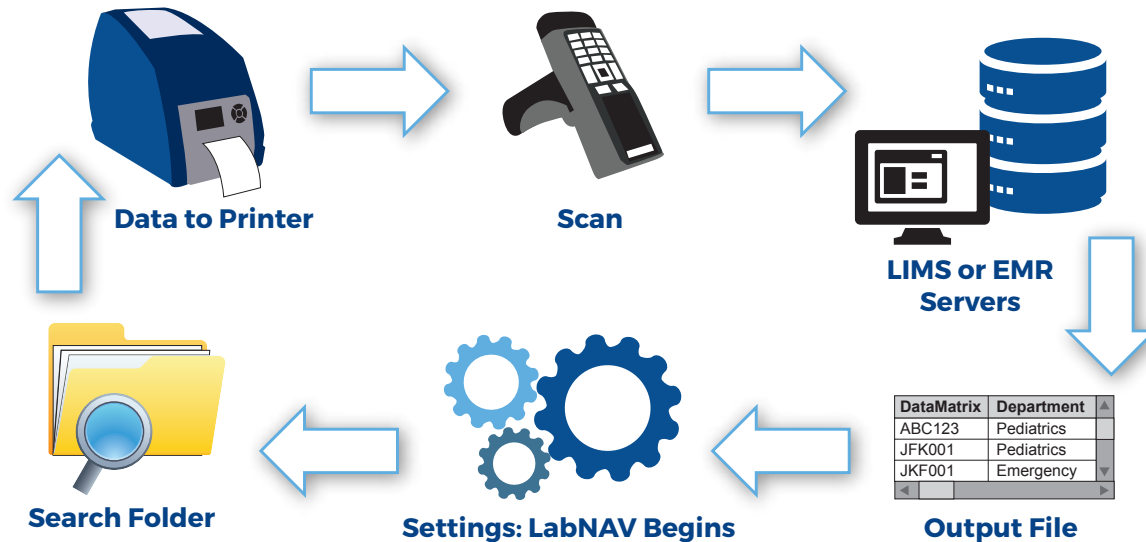 Data to Printer
Scan
LIMS or EMR
Servers
DataMatrix Department
ABC123 Pediatrics
JFK001 Pediatrics
JKF001 Emergency
Search Folder
Settings: LabNAV Begins
Output File